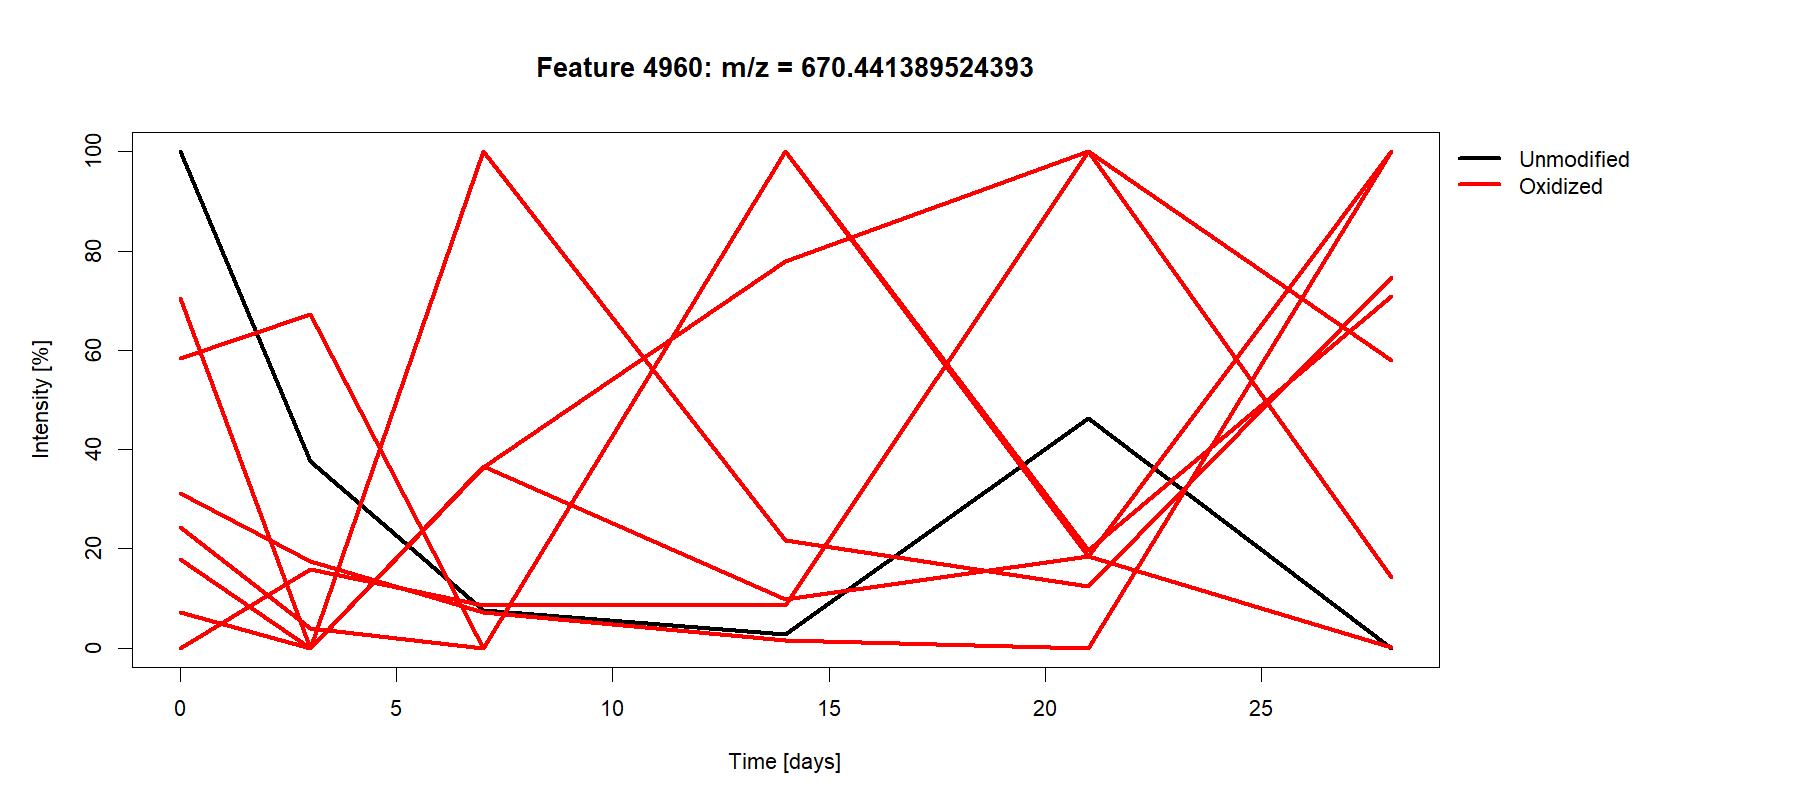 Feature 4960: m/z = 670.441389524393
Unmodified
Oxidized
100
80
60
40
20
0
Intensity [%]
0 5 10 15 20 25
Time [days]